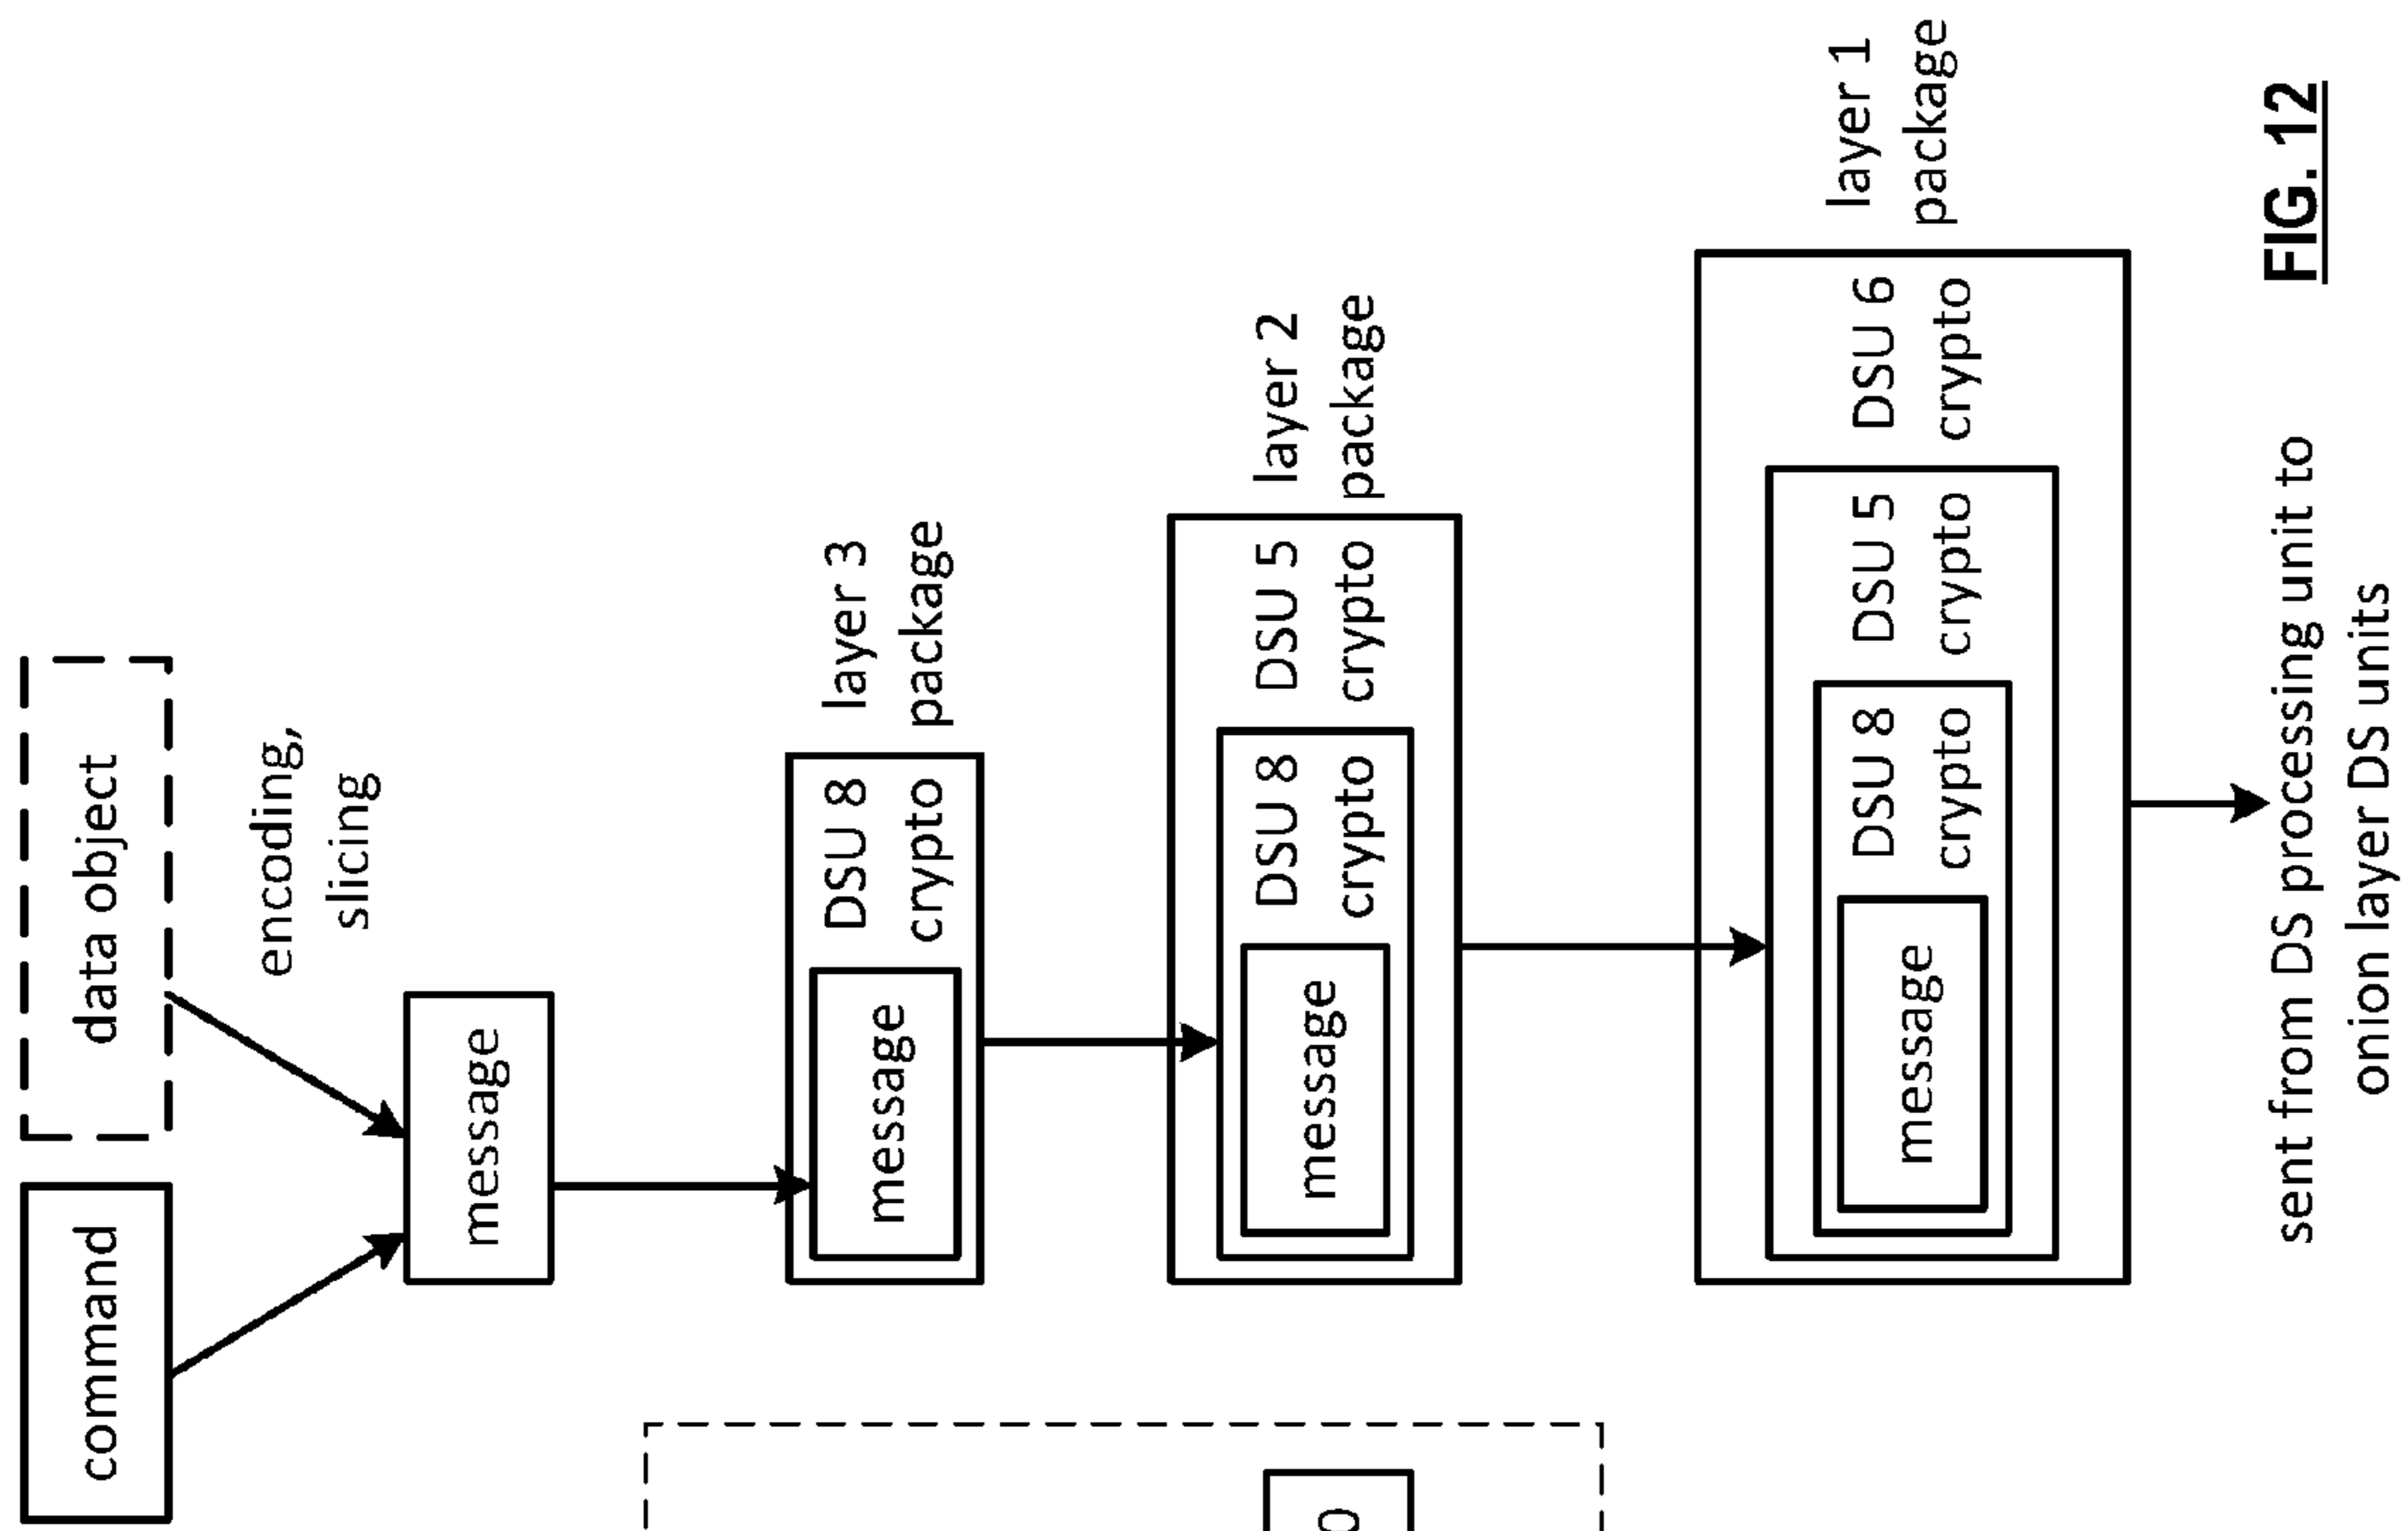 command
data object
encoding,
slicing
message
message
DSU 8
crypto
layer 3
package
message
DSU 8
crypto
DSU 5
crypto
layer 2
package
message
DSU 8
crypto
DSU 5
crypto
DSU 6
crypto
layer 1
package
sent from DS processing unit to
onion layer DS units
FIG. 12